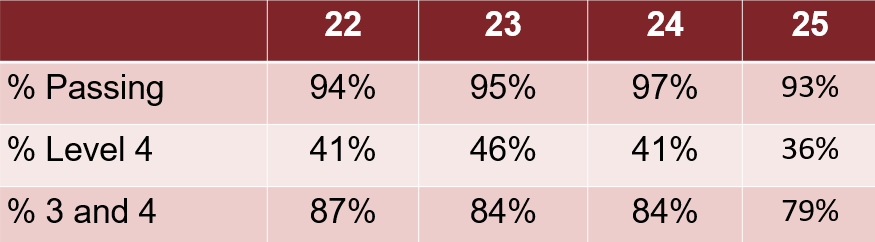 22 23 24 25
% Passing 94% 95% 97% 93%
% Level 4 41% 46% 41% 36%
% 3 and 4 87% 84% 84% 79%